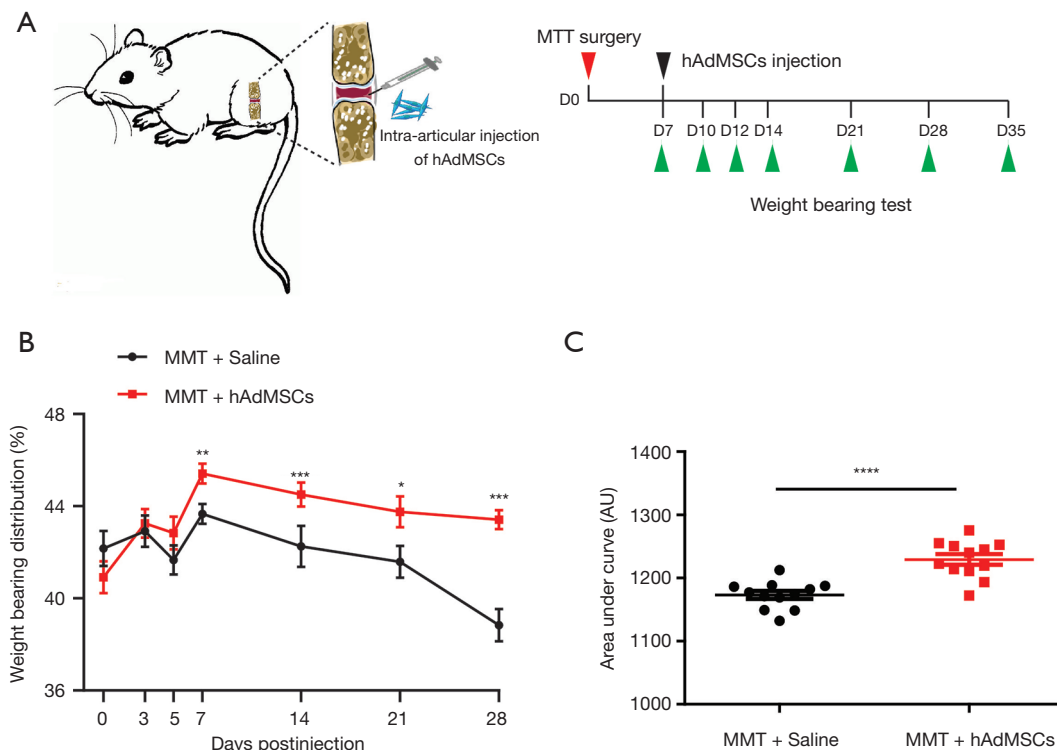 A
MTT surgery
hAdMSCs injection
D0
D7 D10 D12 D14 D21 D28 D35
Weight bearing test
Intra-articular injection
of hAdMSCs
B
MMT + Saline
MMT + hAdMSCs
Weight bearing distribution (%)
48
44
40
36
** *** * ***
0 3 5 7 14 21 28
Days postinjection
C
Area under curve (AU)
1400
1300
1200
1100
1000
****
MMT + Saline MMT + hAdMSCs